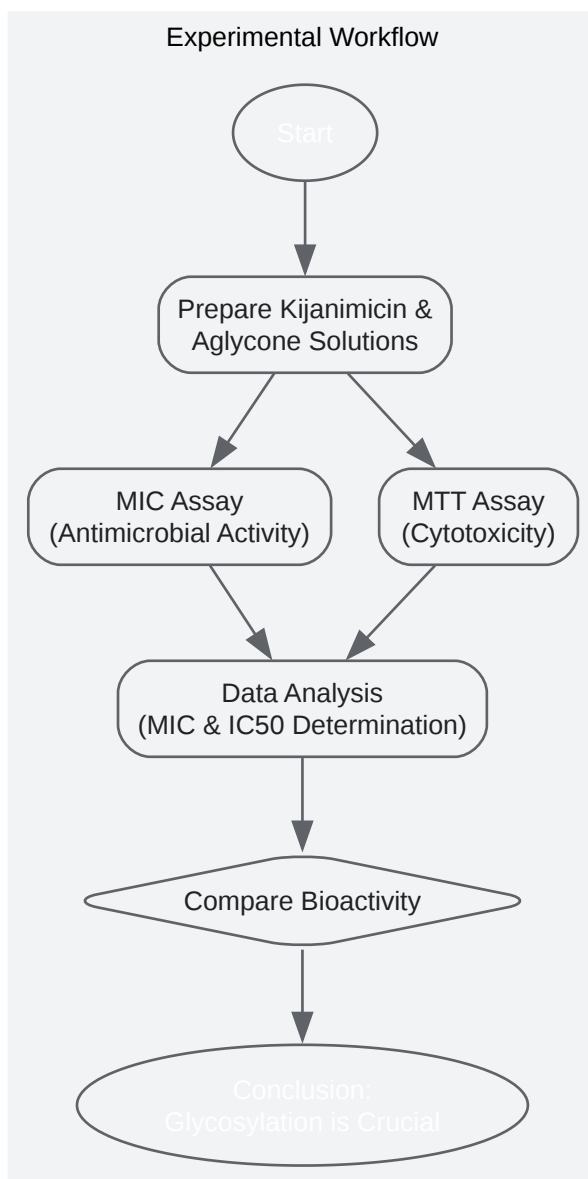 Experimental Workflow
Start
Prepare Kijanimicin &
Aglycone Solutions
MIC Assay
(Antimicrobial Activity)
MTT Assay
(Cytotoxicity)
Data Analysis
(MIC & IC50 Determination)
Compare Bioactivity
Conclusion:
Glycosylation is Crucial